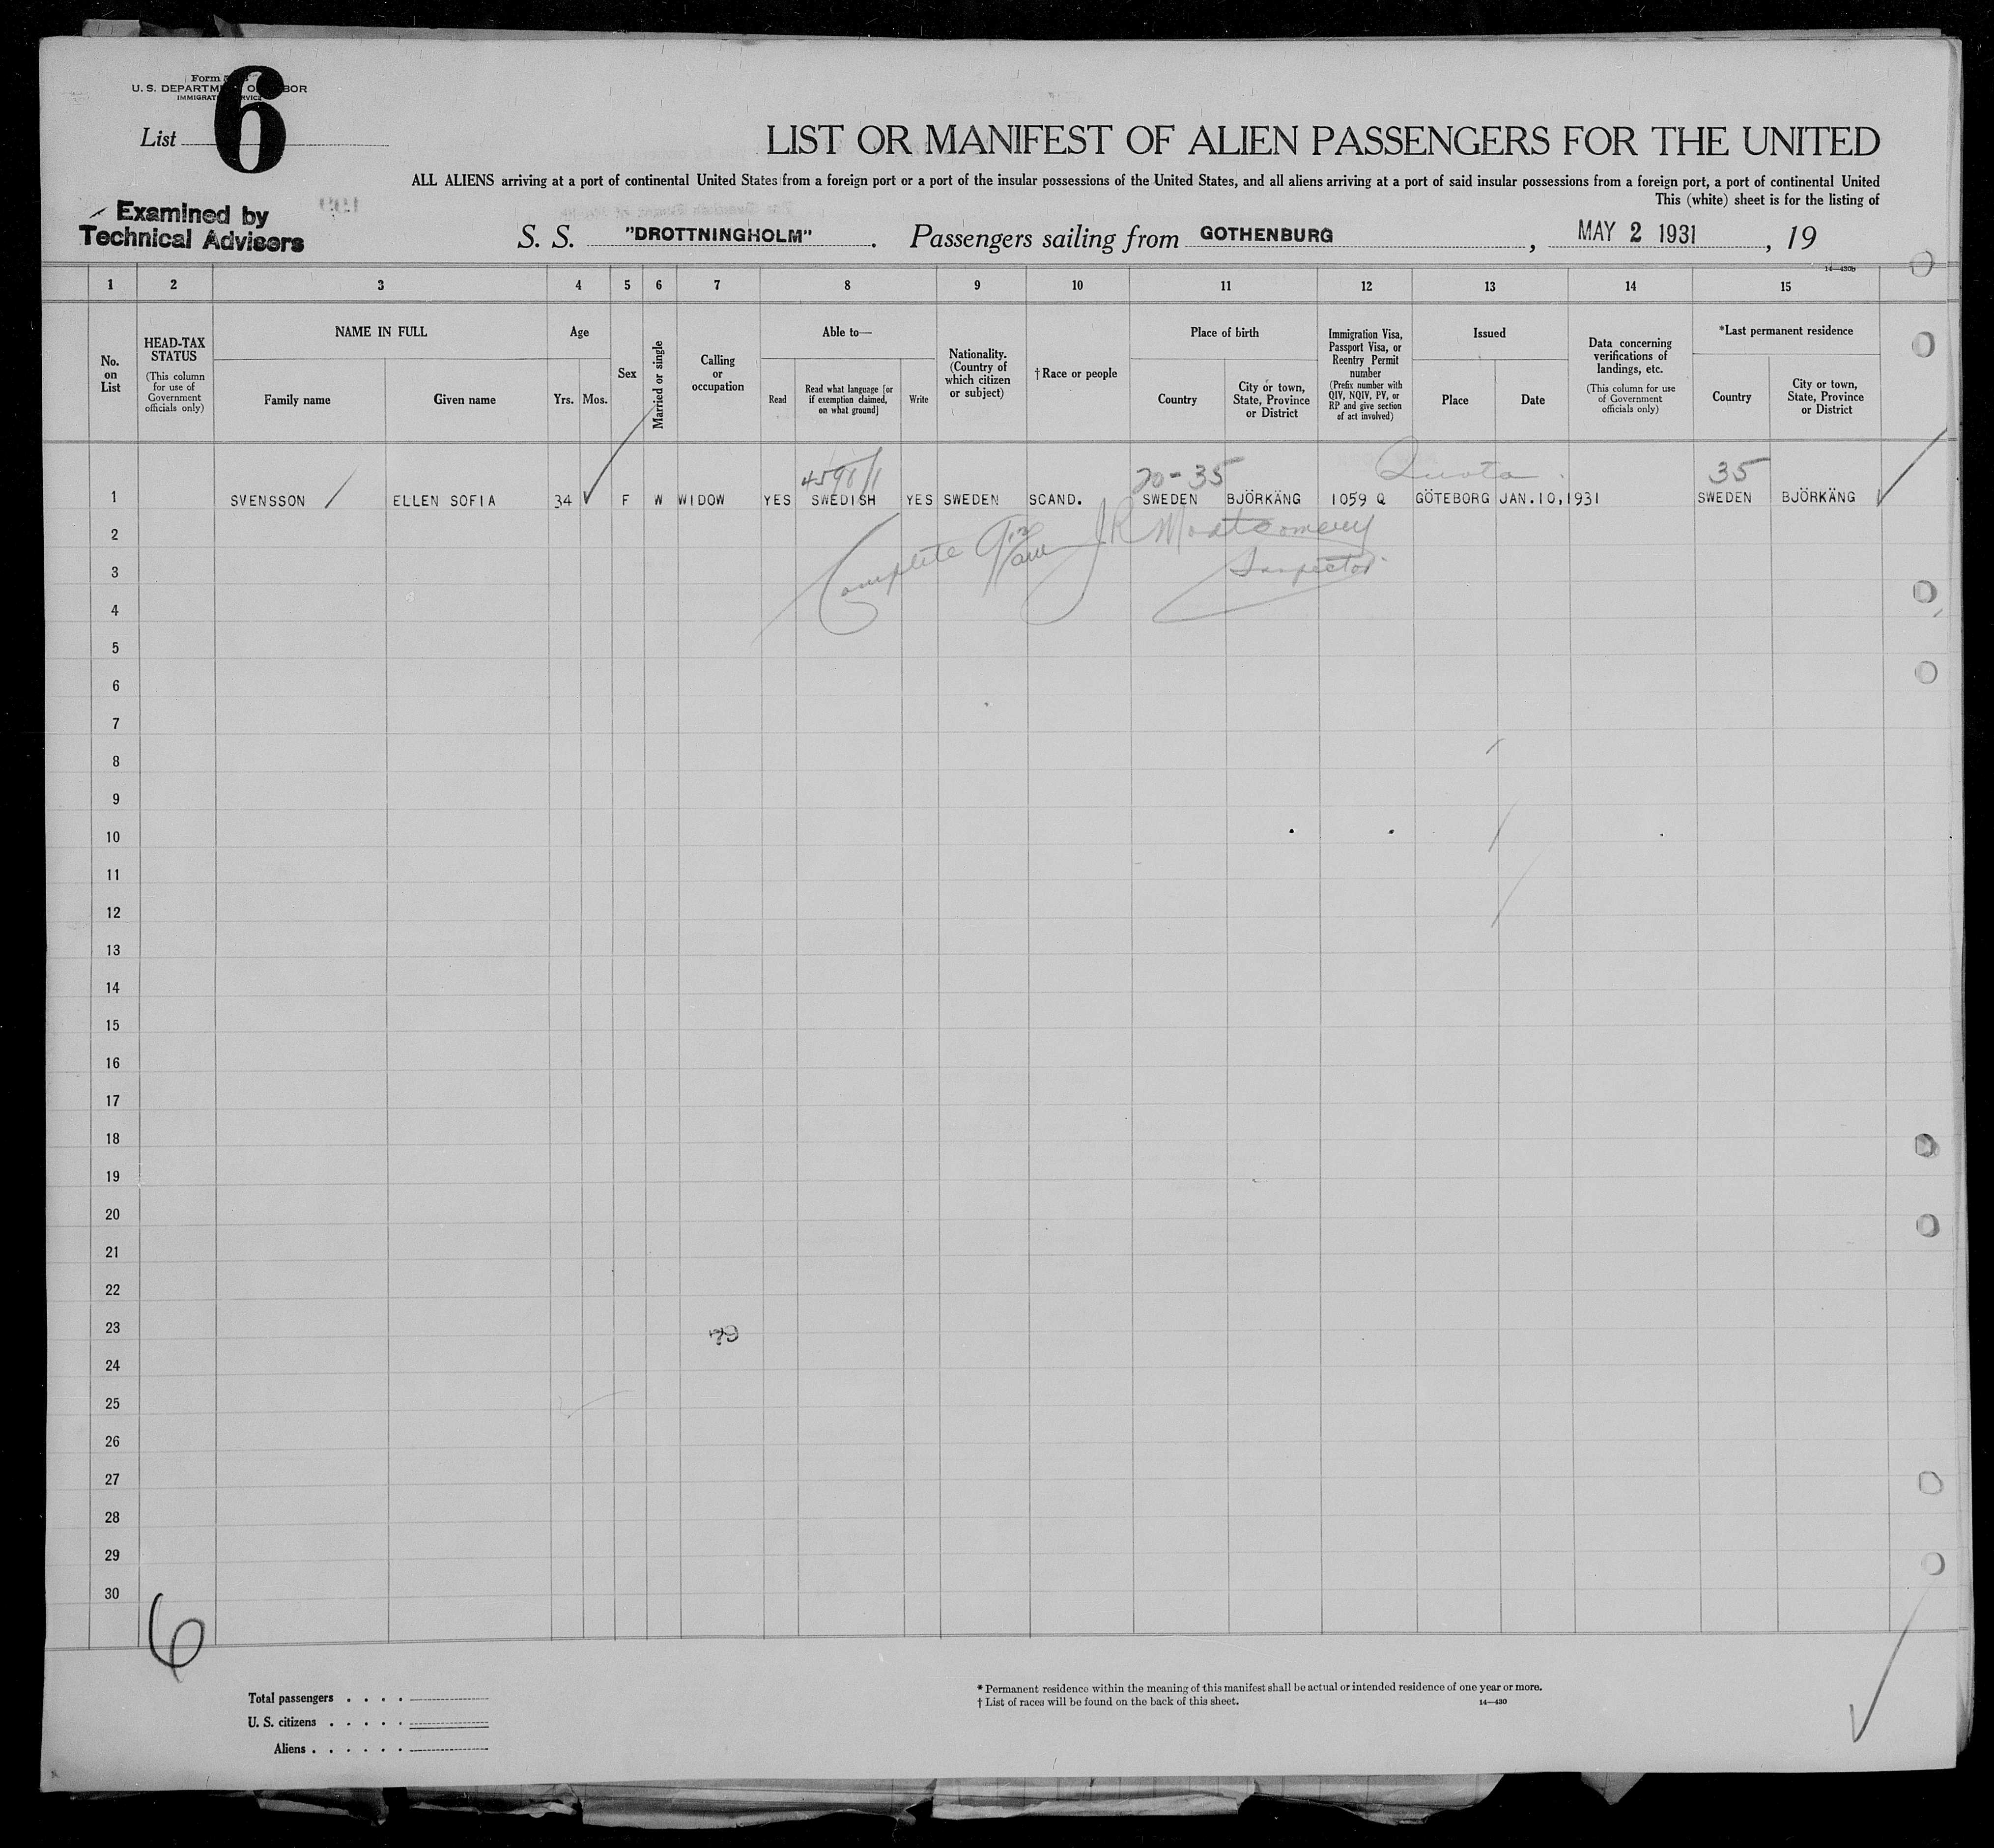 Form
U. S. DEPARTM O BOR
IMMIGRAT RVICE
List 6
LIST OR MANIFEST OF ALIEN PASSENGERS FOR THE UNITED
ALL ALIENS arriving at a port of continental United States from a foreign port or a port of the insular possessions of the United States, and all aliens arriving at a port of said insular possessions from a foreign port, a port of continental United
This (white) sheet is for the listing of
Examined by
Technical Advisers
S. S. "DROTTNINGHOLM". Passengers sailing from GOTHENBURG, MAY 2 1931, 19
14—430b
1 2 3 4 5 6 7 8 9 10 11 12 13 14 15
No. on List
HEAD-TAX STATUS
(This column for use of Government officials only)
NAME IN FULL
Family name
Given name
Age
Yrs. Mos.
Sex
Married or single
Calling or occupation
Able to—
Read
Read what language [or if exemption claimed, on what ground]
Write
Nationality. (Country of which citizen or subject)
†Race or people
Place of birth
Country
City or town, State, Province or District
Immigration Visa, Passport Visa, or Reentry Permit number
(Prefix number with QIV, NQIV, PV, or RP and give section of act involved)
Issued
Place
Date
Data concerning verifications of landings, etc.
(This column for use of Government officials only)
*Last permanent residence
Country
City or town, State, Province or District
20-35 Quota 35
1 SVENSSON ELLEN SOFIA 34 F W WIDOW YES SWEDISH YES SWEDEN SCAND. SWEDEN BJÖRKÄNG 1059 Q GÖTEBORG JAN.10,1931 SWEDEN BJÖRKÄNG
Complete J R Montgomery
Inspector
2
3
4
5
6
7
8
9
10
11
12
13
14
15
16
17
18
19
20
21
22
23
24
25
26
27
28
29
30
6
Total passengers . . . .
U. S. citizens . . . . .
Aliens . . . . . .
* Permanent residence within the meaning of this manifest shall be actual or intended residence of one year or more.
† List of races will be found on the back of this sheet.
14—430